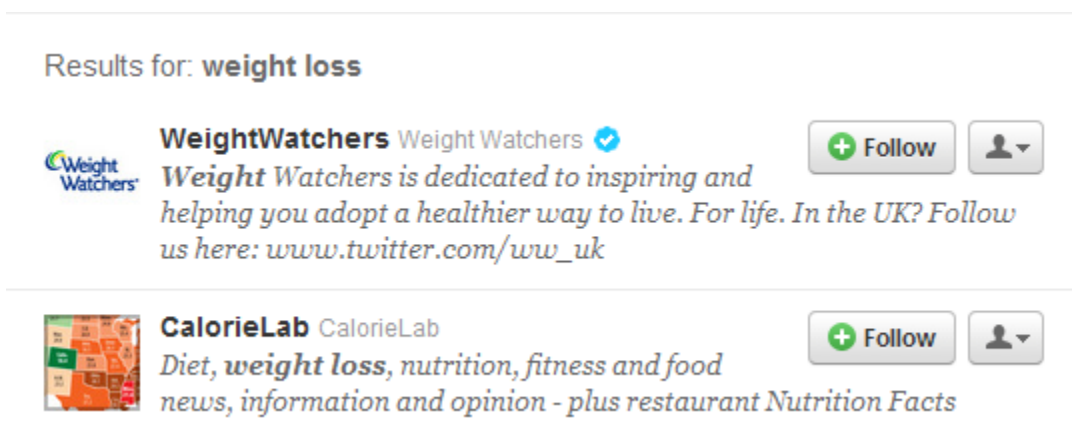 Results for: weight loss
WeightWatchers Weight Watchers
Follow
Weight Watchers
Weight Watchers is dedicated to inspiring and
helping you adopt a healthier way to live. For life. In the UK? Follow
us here: www.twitter.com/ww_uk
CalorieLab CalorieLab
Follow
Diet, weight loss, nutrition, fitness and food
news, information and opinion - plus restaurant Nutrition Facts